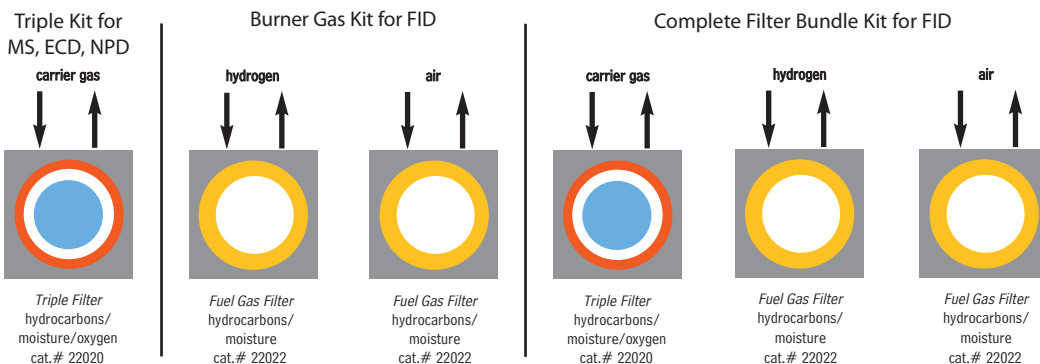 Triple Kit for
MS, ECD, NPD
carrier gas
Triple Filter
hydrocarbons/
moisture/oxygen
cat.# 22020
Burner Gas Kit for FID
hydrogen
Fuel Gas Filter
hydrocarbons/
moisture
cat.# 22022
air
Fuel Gas Filter
hydrocarbons/
moisture
cat.# 22022
Complete Filter Bundle Kit for FID
carrier gas
Triple Filter
hydrocarbons/
moisture/oxygen
cat.# 22020
hydrogen
Fuel Gas Filter
hydrocarbons/
moisture
cat.# 22022
air
Fuel Gas Filter
hydrocarbons/
moisture
cat.# 22022